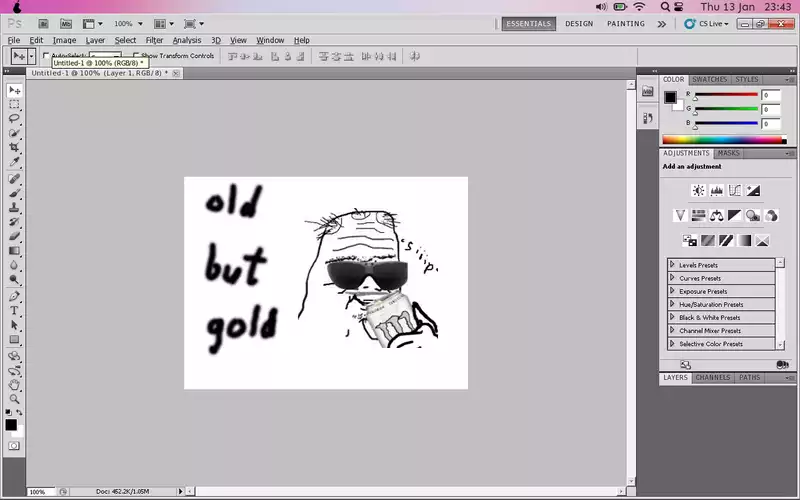 Thu 13 Jan 23:43
Ps Br Mb 100% ESSENTIALS DESIGN PAINTING CS Live
File Edit Image Layer Select Filter Analysis 3D View Window Help
Show Transform Controls
Untitled-1 @ 100% (RGB/8) *
Untitled-1 @ 100% (Layer 1, RGB/8) *
COLOR SWATCHES STYLES
R 0
G 0
B 0
ADJUSTMENTS MASKS
Add an adjustment
Levels Presets
Curves Presets
Exposure Presets
Hue/Saturation Presets
Black & White Presets
Channel Mixer Presets
Selective Color Presets
LAYERS CHANNELS PATHS
old
but
gold
*siiip.
100% Doc: 452.2K/1.05M